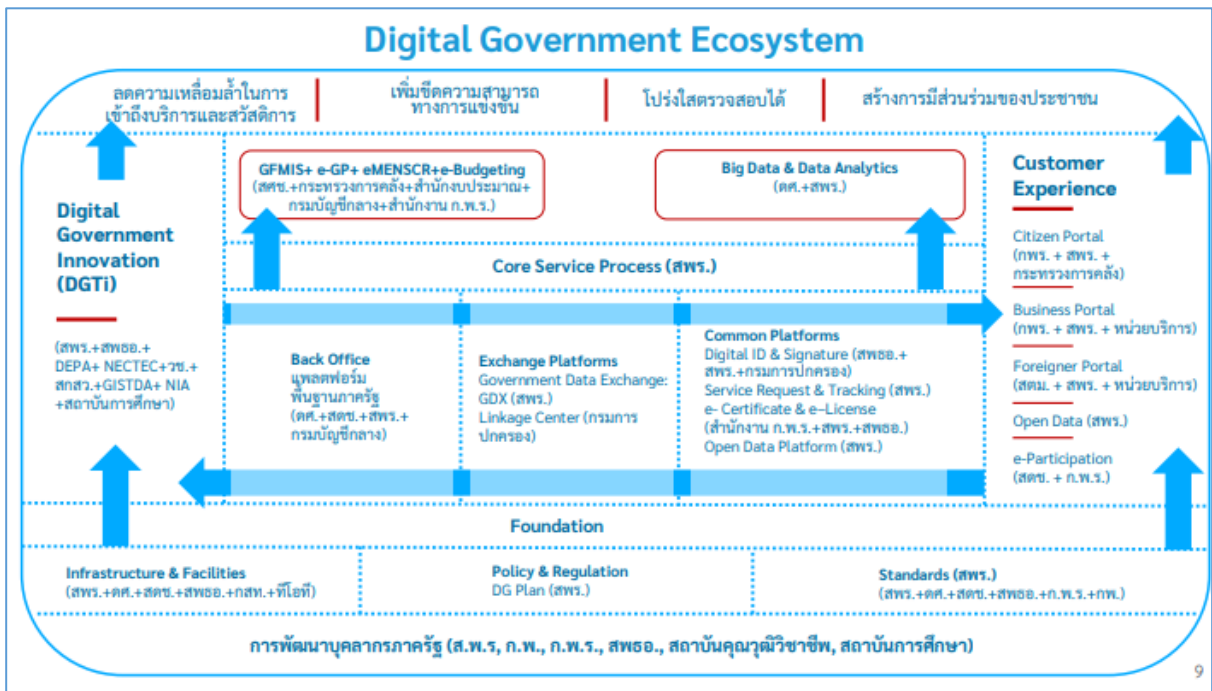 Digital Government Ecosystem
ลดความเหลื่อมล้ำในการ
เข้าถึงบริการและสวัสดิการ
เพิ่มขีดความสามารถ
ทางการแข่งขัน
โปร่งใสตรวจสอบได้
สร้างการมีส่วนร่วมของประชาชน
Digital
Government
Innovation
(DGTi)
(สพร.+สพธอ.+
DEPA+ NECTEC+วช.+
สกสว.+GISTDA+ NIA
+สถาบันการศึกษา)
GFMIS+ e-GP+ eMENSCR+e-Budgeting
(สศช.+กระทรวงการคลัง+สำนักงบประมาณ+
กรมบัญชีกลาง+สำนักงาน ก.พ.ร.)
Big Data & Data Analytics
(ดศ.+สพร.)
Core Service Process (สพร.)
Back Office
แพลตฟอร์ม
พื้นฐานภาครัฐ
(ดศ.+สดช.+สพร.+
กรมบัญชีกลาง)
Exchange Platforms
Government Data Exchange:
GDX (สพร.)
Linkage Center (กรมการ
ปกครอง)
Common Platforms
Digital ID & Signature (สพธอ.+
สพร.+กรมการปกครอง)
Service Request & Tracking (สพร.)
e- Certificate & e–License
(สำนักงาน ก.พ.ร.+สพร.+สพธอ.)
Open Data Platform (สพร.)
Customer
Experience
Citizen Portal
(กพร. + สพร. +
กระทรวงการคลัง)
Business Portal
(กพร. + สพร. + หน่วยบริการ)
Foreigner Portal
(สตม. + สพร. + หน่วยบริการ)
Open Data (สพร.)
e-Participation
(สดช. + ก.พ.ร.)
Foundation
Infrastructure & Facilities
(สพร.+ดศ.+สดช.+สพธอ.+กสท.+ทีโอที)
Policy & Regulation
DG Plan (สพร.)
Standards (สพร.)
(สพร.+ดศ.+สดช.+สพธอ.+ก.พ.ร.+กพ.)
การพัฒนาบุคลากรภาครัฐ (ส.พ.ร, ก.พ., ก.พ.ร., สพธอ., สถาบันคุณวุฒิวิชาชีพ, สถาบันการศึกษา)
9